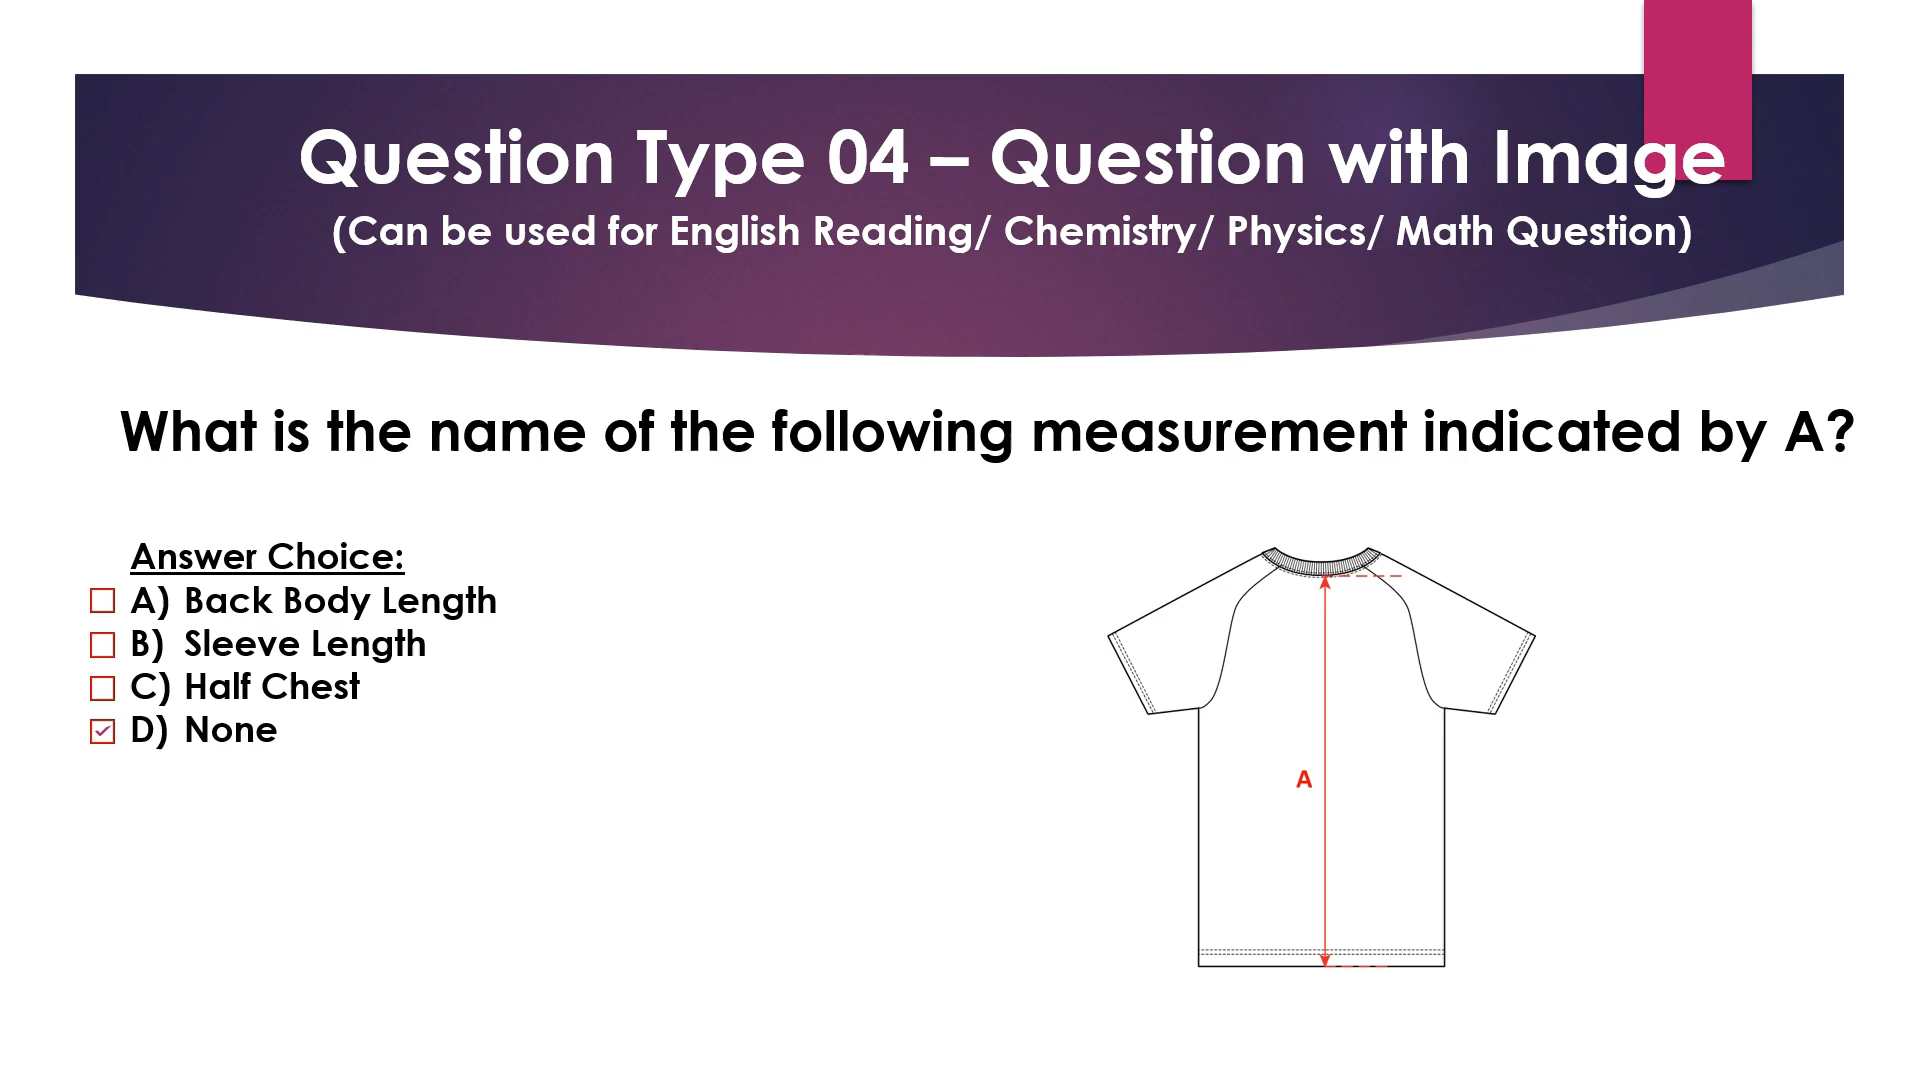 Question Type 04 – Question with Image
(Can be used for English Reading/ Chemistry/ Physics/ Math Question)
What is the name of the following measurement indicated by A?
Answer Choice:
A) Back Body Length
B) Sleeve Length
C) Half Chest
D) None
A